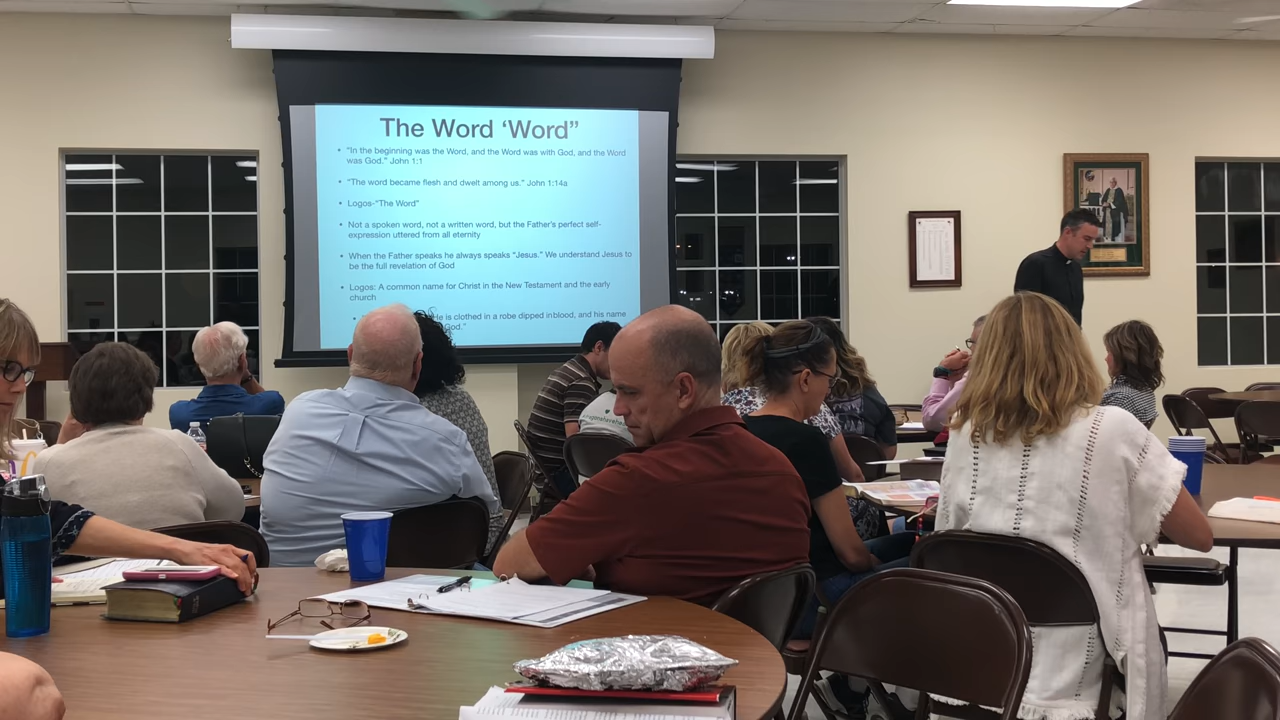 The Word ‘Word”
• “In the beginning was the Word, and the Word was with God, and the Word
was God.” John 1:1
• “The word became flesh and dwelt among us.” John 1:14a
• Logos-“The Word”
• Not a spoken word, not a written word, but the Father’s perfect self-
expression uttered from all eternity
• When the Father speaks he always speaks “Jesus.” We understand Jesus to
be the full revelation of God
• Logos: A common name for Christ in the New Testament and the early
church
• He is clothed in a robe dipped in blood, and his name
God.”